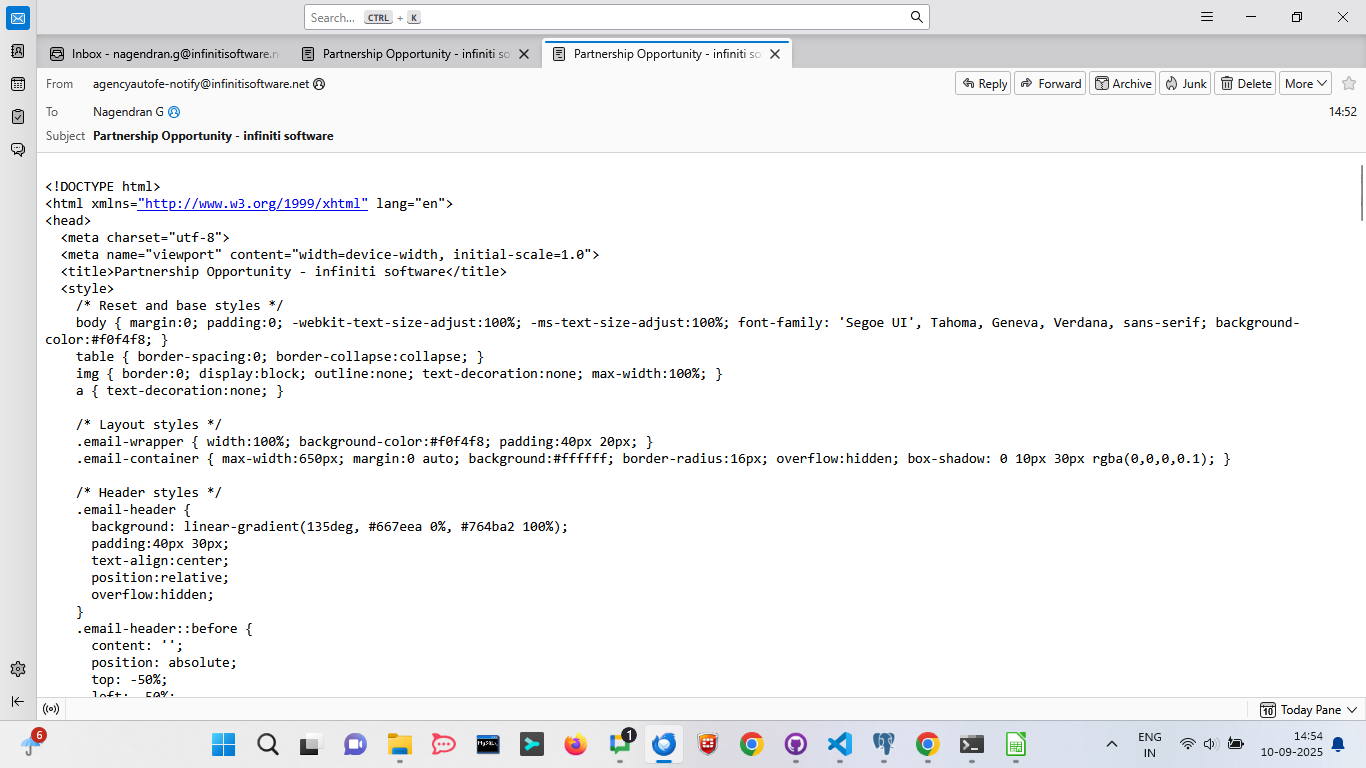 Search... CTRL + K
Inbox - nagendran.g@infinitisoftware.n
Partnership Opportunity - infiniti so
Partnership Opportunity - infiniti so
From agencyautofe-notify@infinitisoftware.net
Reply Forward Archive Junk Delete More
To Nagendran G
14:52
Subject Partnership Opportunity - infiniti software
<!DOCTYPE html>
<html xmlns="http://www.w3.org/1999/xhtml" lang="en">
<head>
  <meta charset="utf-8">
  <meta name="viewport" content="width=device-width, initial-scale=1.0">
  <title>Partnership Opportunity - infiniti software</title>
  <style>
    /* Reset and base styles */
    body { margin:0; padding:0; -webkit-text-size-adjust:100%; -ms-text-size-adjust:100%; font-family: 'Segoe UI', Tahoma, Geneva, Verdana, sans-serif; background-
color:#f0f4f8; }
    table { border-spacing:0; border-collapse:collapse; }
    img { border:0; display:block; outline:none; text-decoration:none; max-width:100%; }
    a { text-decoration:none; }
    /* Layout styles */
    .email-wrapper { width:100%; background-color:#f0f4f8; padding:40px 20px; }
    .email-container { max-width:650px; margin:0 auto; background:#ffffff; border-radius:16px; overflow:hidden; box-shadow: 0 10px 30px rgba(0,0,0,0.1); }
    /* Header styles */
    .email-header {
      background: linear-gradient(135deg, #667eea 0%, #764ba2 100%);
      padding:40px 30px;
      text-align:center;
      position:relative;
      overflow:hidden;
    }
    .email-header::before {
      content: '';
      position: absolute;
      top: -50%;
      left: -50%;
10 Today Pane
6
MySQL
1
ENG
IN
14:54
10-09-2025